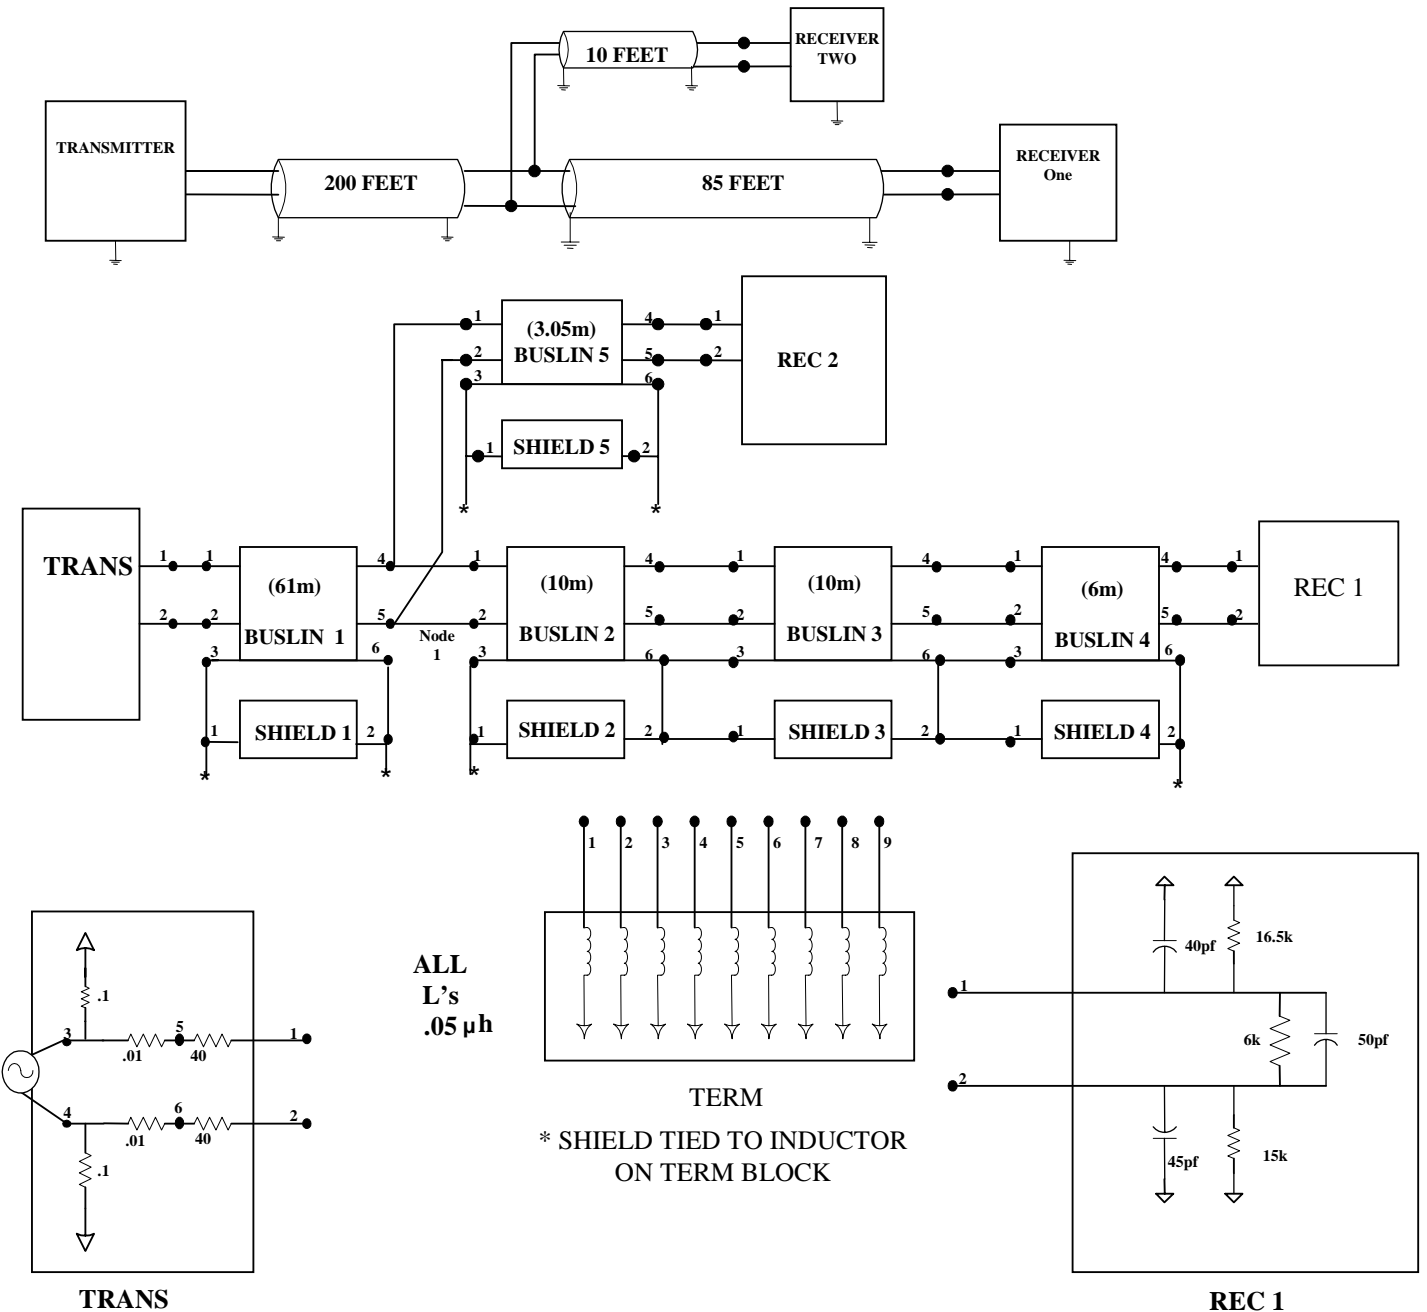 RECEIVER
TWO
10 FEET
TRANSMITTER
RECEIVER
One
200 FEET
85 FEET
1
4
1
(3.05m)
BUSLIN 5
2
5
2
REC 2
3
6
1
SHIELD 5
2
*
*
TRANS
1
1
4
1
4
1
4
1
4
1
(61m)
(10m)
(10m)
(6m)
REC 1
2
2
5
2
5
2
5
2
5
2
BUSLIN 1
Node
1
BUSLIN 2
BUSLIN 3
BUSLIN 4
3
6
3
6
3
6
3
6
1
SHIELD 1
2
1
SHIELD 2
2
1
SHIELD 3
2
1
SHIELD 4
2
*
*
*
*
1
2
3
4
5
6
7
8
9
ALL
L's
.05 μh
TERM
* SHIELD TIED TO INDUCTOR
ON TERM BLOCK
.1
3
5
1
.01
40
4
6
2
.01
40
.1
TRANS
40pf
16.5k
1
6k
50pf
2
45pf
15k
REC 1